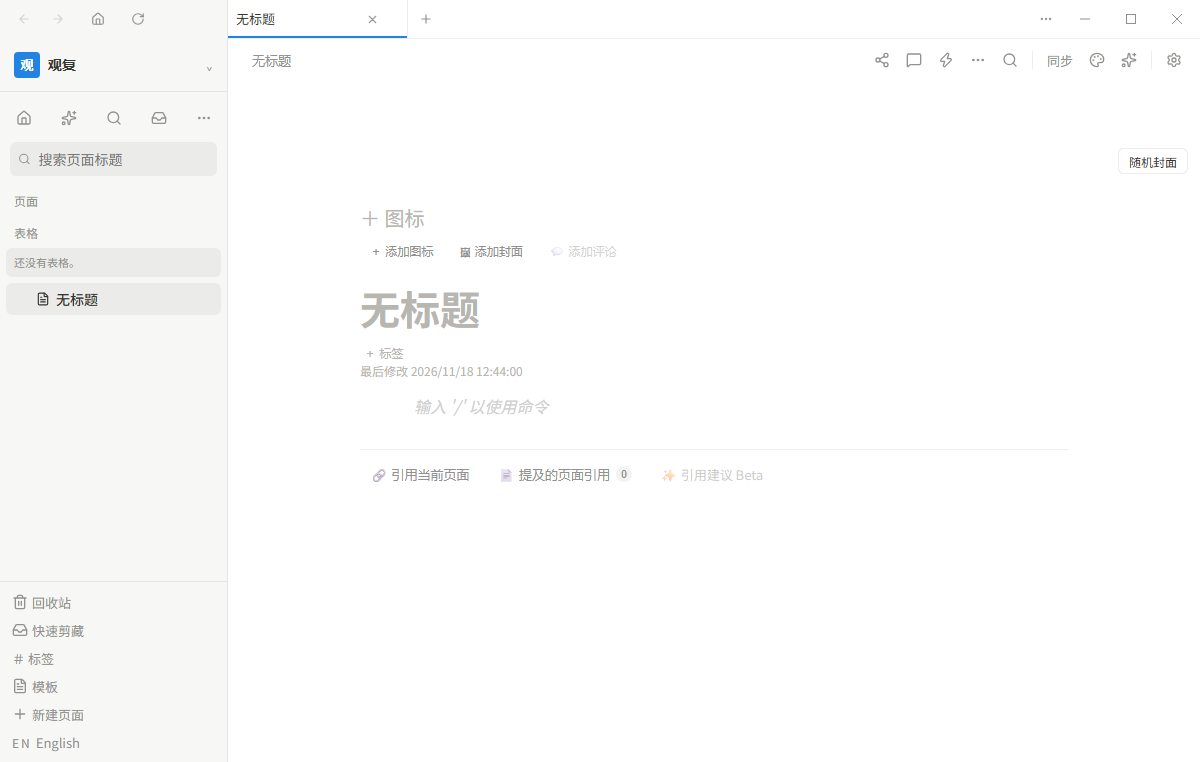 无标题
观 观复
搜索页面标题
页面
表格
还没有表格。
无标题
回收站
快速剪藏
# 标签
模板
新建页面
EN English
无标题
同步
随机封面
图标
+ 添加图标 添加封面 添加评论
无标题
+ 标签
最后修改 2026/11/18 12:44:00
输入 '/' 以使用命令
引用当前页面 提及的页面引用 0 引用建议 Beta